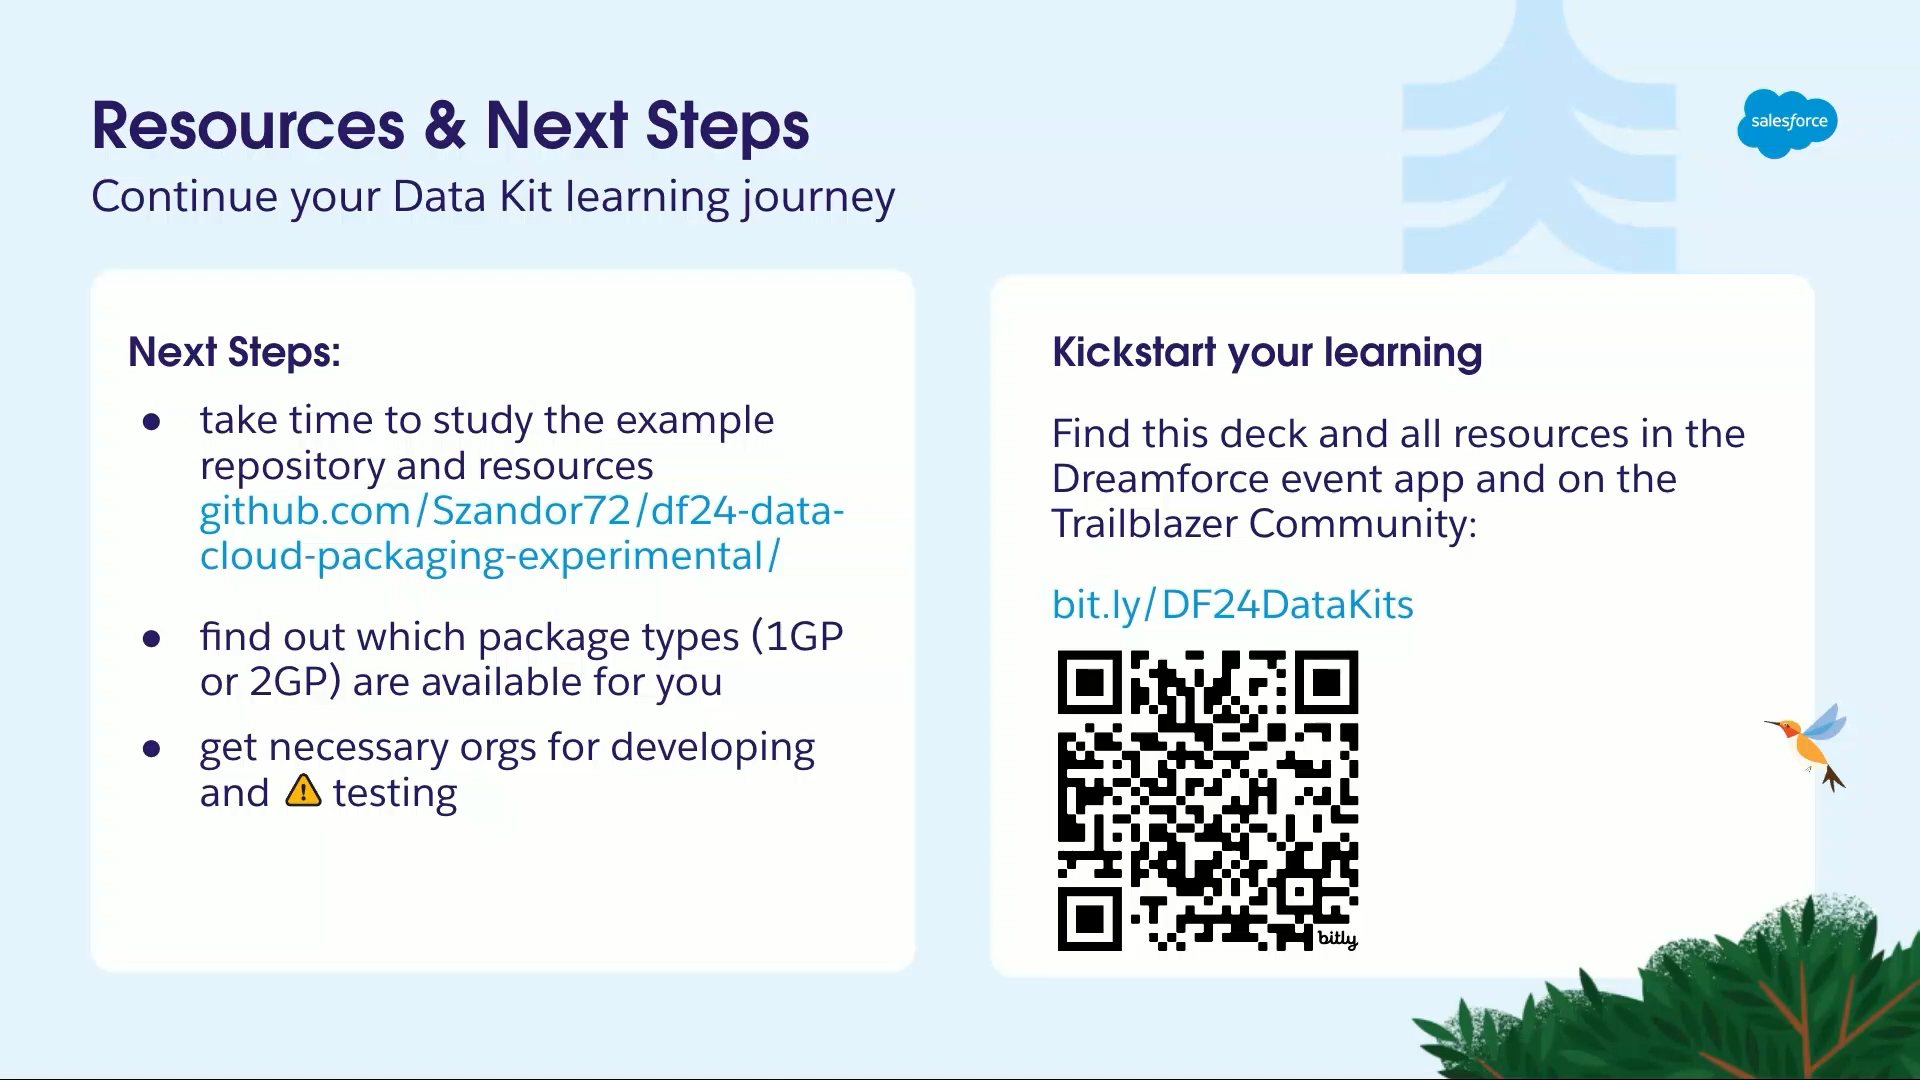 Resources & Next Steps
Continue your Data Kit learning journey
salesforce
Next Steps:
● take time to study the example
repository and resources
github.com/Szandor72/df24-data-
cloud-packaging-experimental/
● find out which package types (1GP
or 2GP) are available for you
● get necessary orgs for developing
and ⚠ testing
Kickstart your learning
Find this deck and all resources in the
Dreamforce event app and on the
Trailblazer Community:
bit.ly/DF24DataKits
bitly